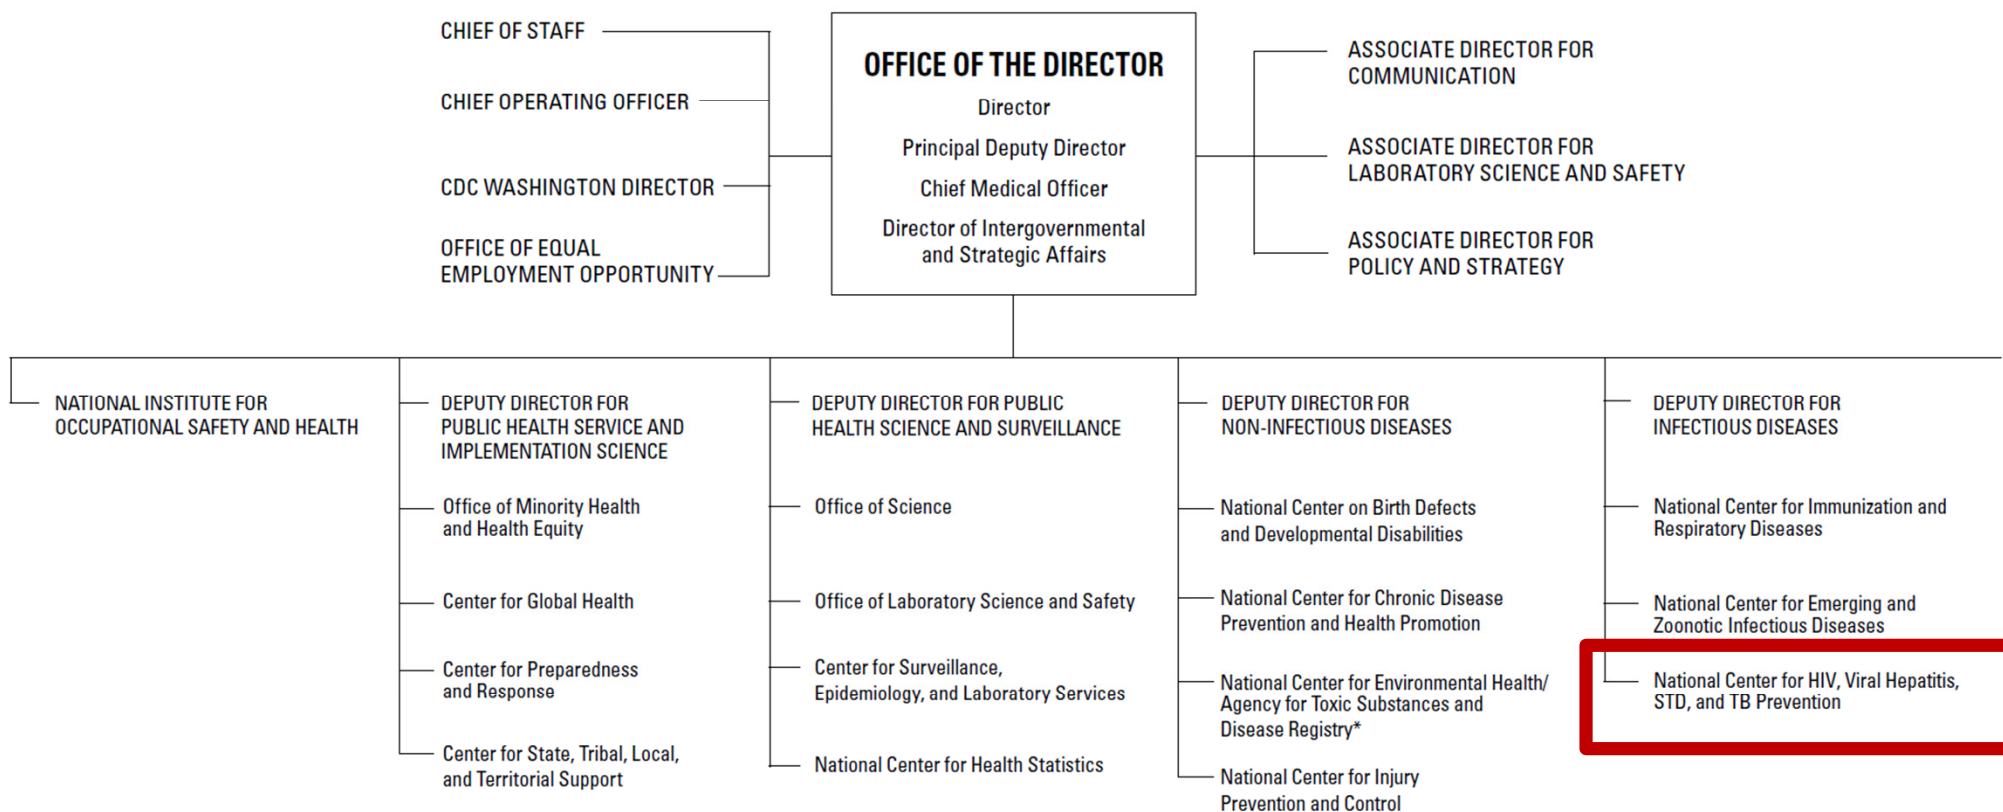 CHIEF OF STAFF
CHIEF OPERATING OFFICER
CDC WASHINGTON DIRECTOR
OFFICE OF EQUAL
EMPLOYMENT OPPORTUNITY
OFFICE OF THE DIRECTOR
Director
Principal Deputy Director
Chief Medical Officer
Director of Intergovernmental
and Strategic Affairs
ASSOCIATE DIRECTOR FOR
COMMUNICATION
ASSOCIATE DIRECTOR FOR
LABORATORY SCIENCE AND SAFETY
ASSOCIATE DIRECTOR FOR
POLICY AND STRATEGY
NATIONAL INSTITUTE FOR
OCCUPATIONAL SAFETY AND HEALTH
DEPUTY DIRECTOR FOR
PUBLIC HEALTH SERVICE AND
IMPLEMENTATION SCIENCE
Office of Minority Health
and Health Equity
Center for Global Health
Center for Preparedness
and Response
Center for State, Tribal, Local,
and Territorial Support
DEPUTY DIRECTOR FOR PUBLIC
HEALTH SCIENCE AND SURVEILLANCE
Office of Science
Office of Laboratory Science and Safety
Center for Surveillance,
Epidemiology, and Laboratory Services
National Center for Health Statistics
DEPUTY DIRECTOR FOR
NON-INFECTIOUS DISEASES
National Center on Birth Defects
and Developmental Disabilities
National Center for Chronic Disease
Prevention and Health Promotion
National Center for Environmental Health/
Agency for Toxic Substances and
Disease Registry*
National Center for Injury
Prevention and Control
DEPUTY DIRECTOR FOR
INFECTIOUS DISEASES
National Center for Immunization and
Respiratory Diseases
National Center for Emerging and
Zoonotic Infectious Diseases
National Center for HIV, Viral Hepatitis,
STD, and TB Prevention